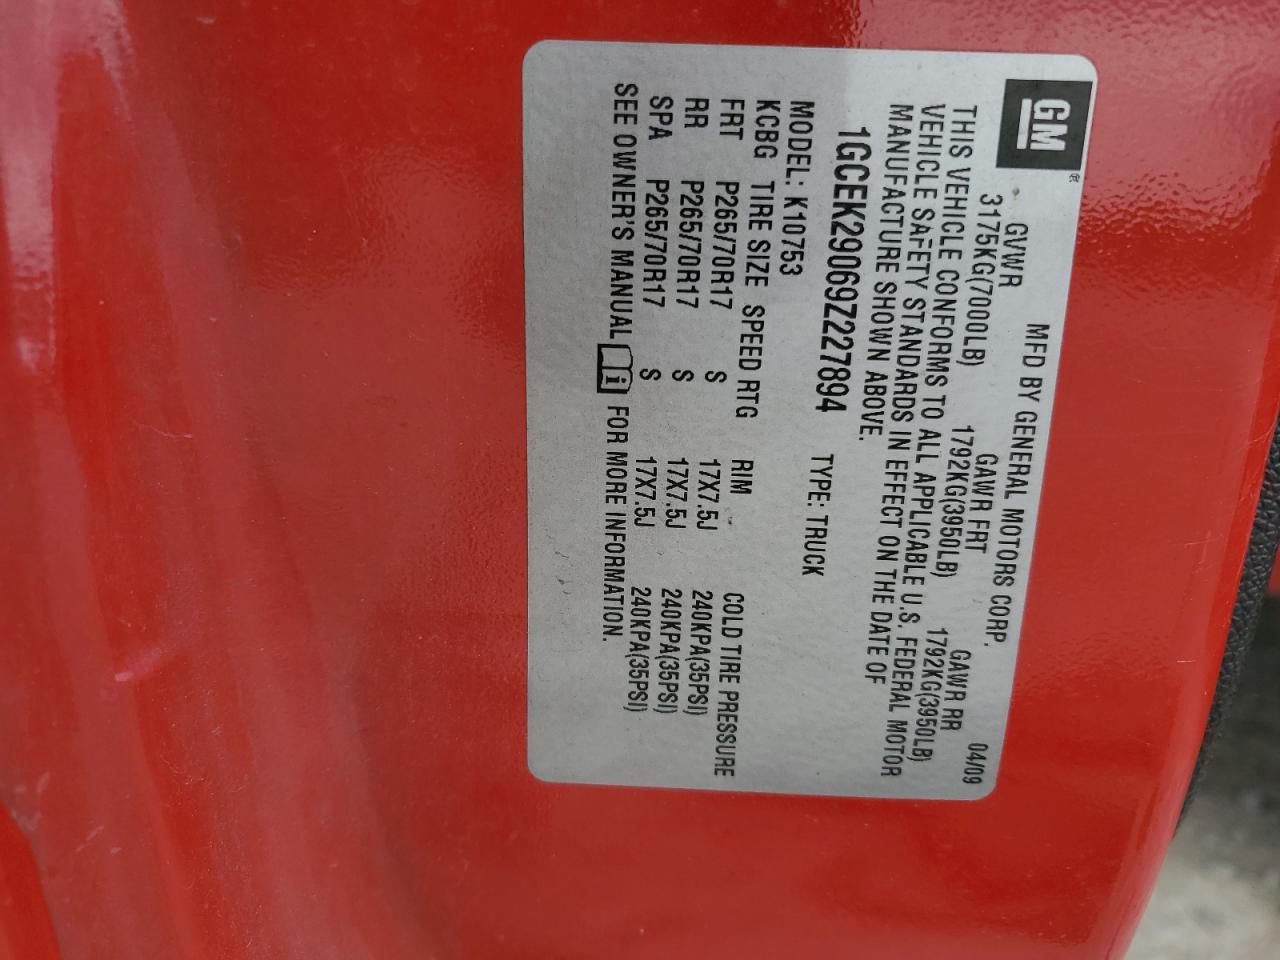 GM®
MFD BY GENERAL MOTORS CORP. 04/09
GVWR GAWR FRT GAWR RR
3175KG(7000LB) 1792KG(3950LB) 1792KG(3950LB)
THIS VEHICLE CONFORMS TO ALL APPLICABLE U.S. FEDERAL MOTOR
VEHICLE SAFETY STANDARDS IN EFFECT ON THE DATE OF
MANUFACTURE SHOWN ABOVE.
1GCEK29069Z227894 TYPE: TRUCK
MODEL: K10753
KCBG TIRE SIZE SPEED RTG RIM COLD TIRE PRESSURE
FRT P265/70R17 S 17X7.5J 240KPA(35PSI)
RR P265/70R17 S 17X7.5J 240KPA(35PSI)
SPA P265/70R17 S 17X7.5J 240KPA(35PSI)
SEE OWNER'S MANUAL i FOR MORE INFORMATION.